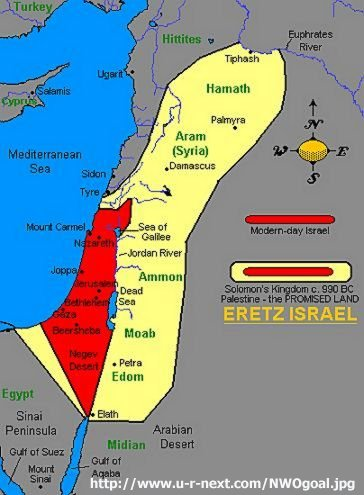 Turkey
Hittites
Euphrates
River
Tiphash
Ugarit
Hamath
Salamis
Cyprus
Palmyra
Aram
(Syria)
N
W
E
S
Mediterranean
Sea
Damascus
Sidon
Tyre
Mount Carmel
Sea of
Galilee
Nazareth
Modern-day Israel
Jordan River
Joppa
Ammon
Jerusalem
Dead
Sea
Bethlehem
Gaza
Beersheba
Solomon's Kingdom c. 990 BC
Palestine - the PROMISED LAND
ERETZ ISRAEL
Moab
Negev
Desert
Petra
Edom
Egypt
Sinai
Peninsula
Elath
Arabian
Desert
Midian
Gulf of Suez
Mount
Sinai
Gulf of
Aqaba
http://www.u-r-next.com/NWOgoal.jpg